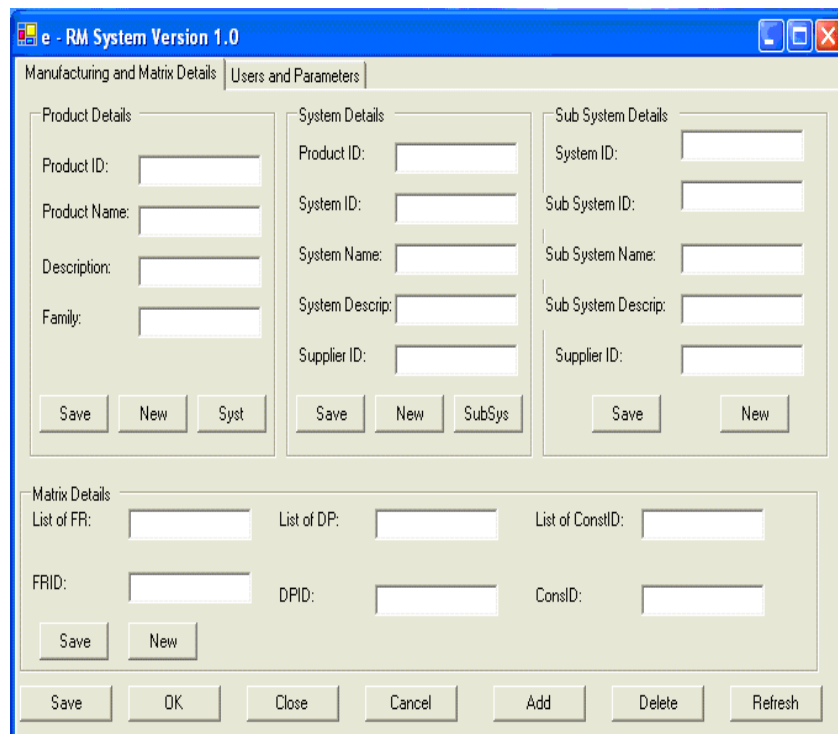 e - RM System Version 1.0
Manufacturing and Matrix Details
Users and Parameters
Product Details
Product ID:
Product Name:
Description:
Family:
Save
New
Syst
System Details
Product ID:
System ID:
System Name:
System Descrip:
Supplier ID:
Save
New
SubSys
Sub System Details
System ID:
Sub System ID:
Sub System Name:
Sub System Descrip:
Supplier ID:
Save
New
Matrix Details
List of FR:
List of DP:
List of ConstID:
FRID:
DPID:
ConsID:
Save
New
Save
OK
Close
Cancel
Add
Delete
Refresh